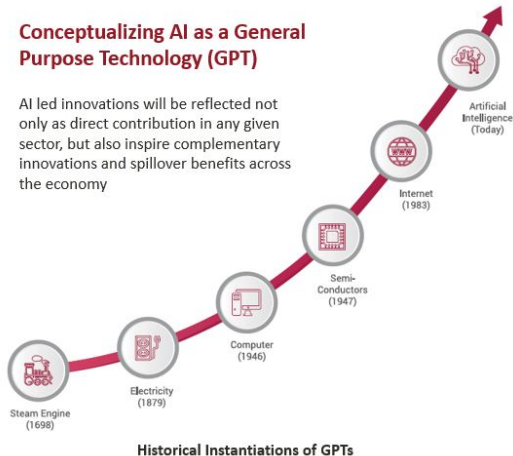 Conceptualizing AI as a General
Purpose Technology (GPT)
AI led innovations will be reflected not
only as direct contribution in any given
sector, but also inspire complementary
innovations and spillover benefits across
the economy
Artificial
Intelligence
(Today)
WWW
Internet
(1983)
Semi-
Conductors
(1947)
Computer
(1946)
Electricity
(1879)
Steam Engine
(1698)
Historical Instantiations of GPTs